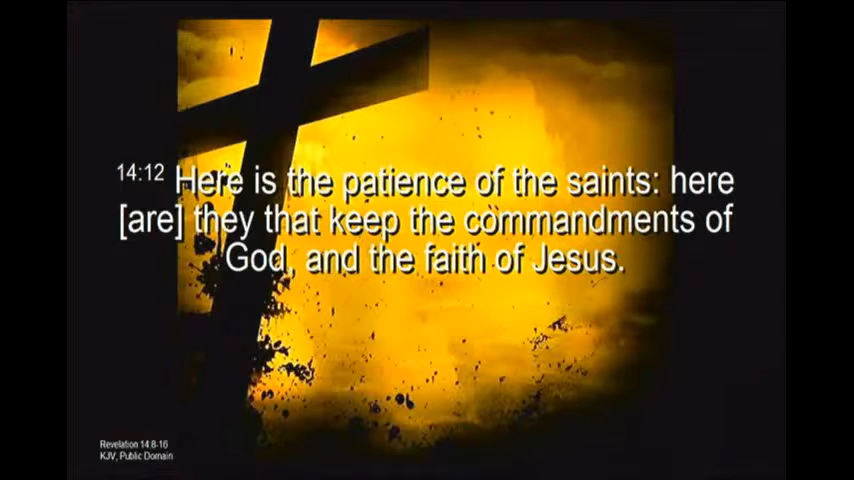 14:12 Here is the patience of the saints: here
[are] they that keep the commandments of
God, and the faith of Jesus.
Revelation 14:8-16
KJV, Public Domain